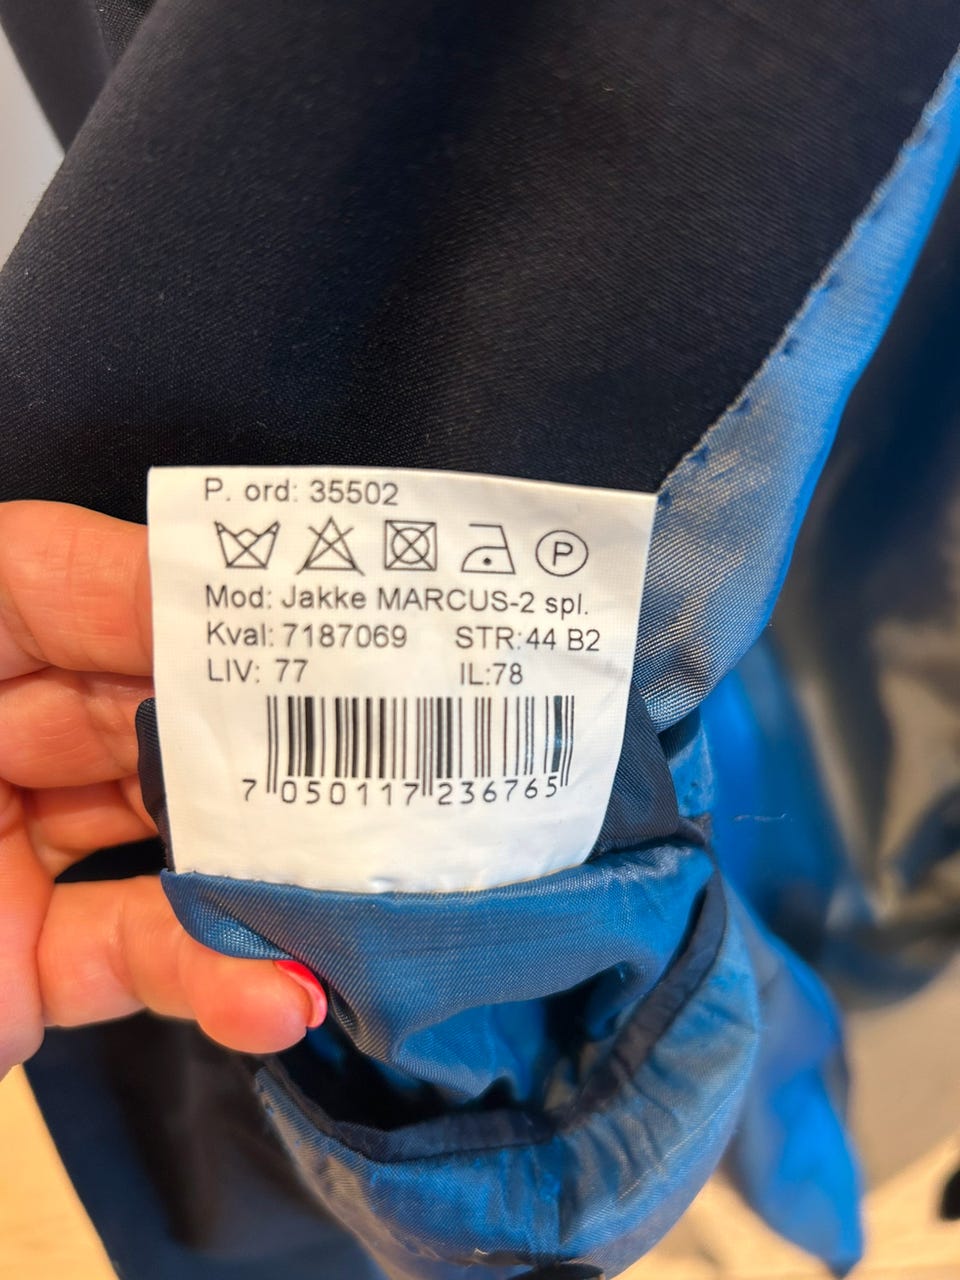 P. ord: 35502
P
Mod: Jakke MARCUS-2 spl.
Kval: 7187069 STR:44 B2
LIV: 77 IL:78
7 050117 236765